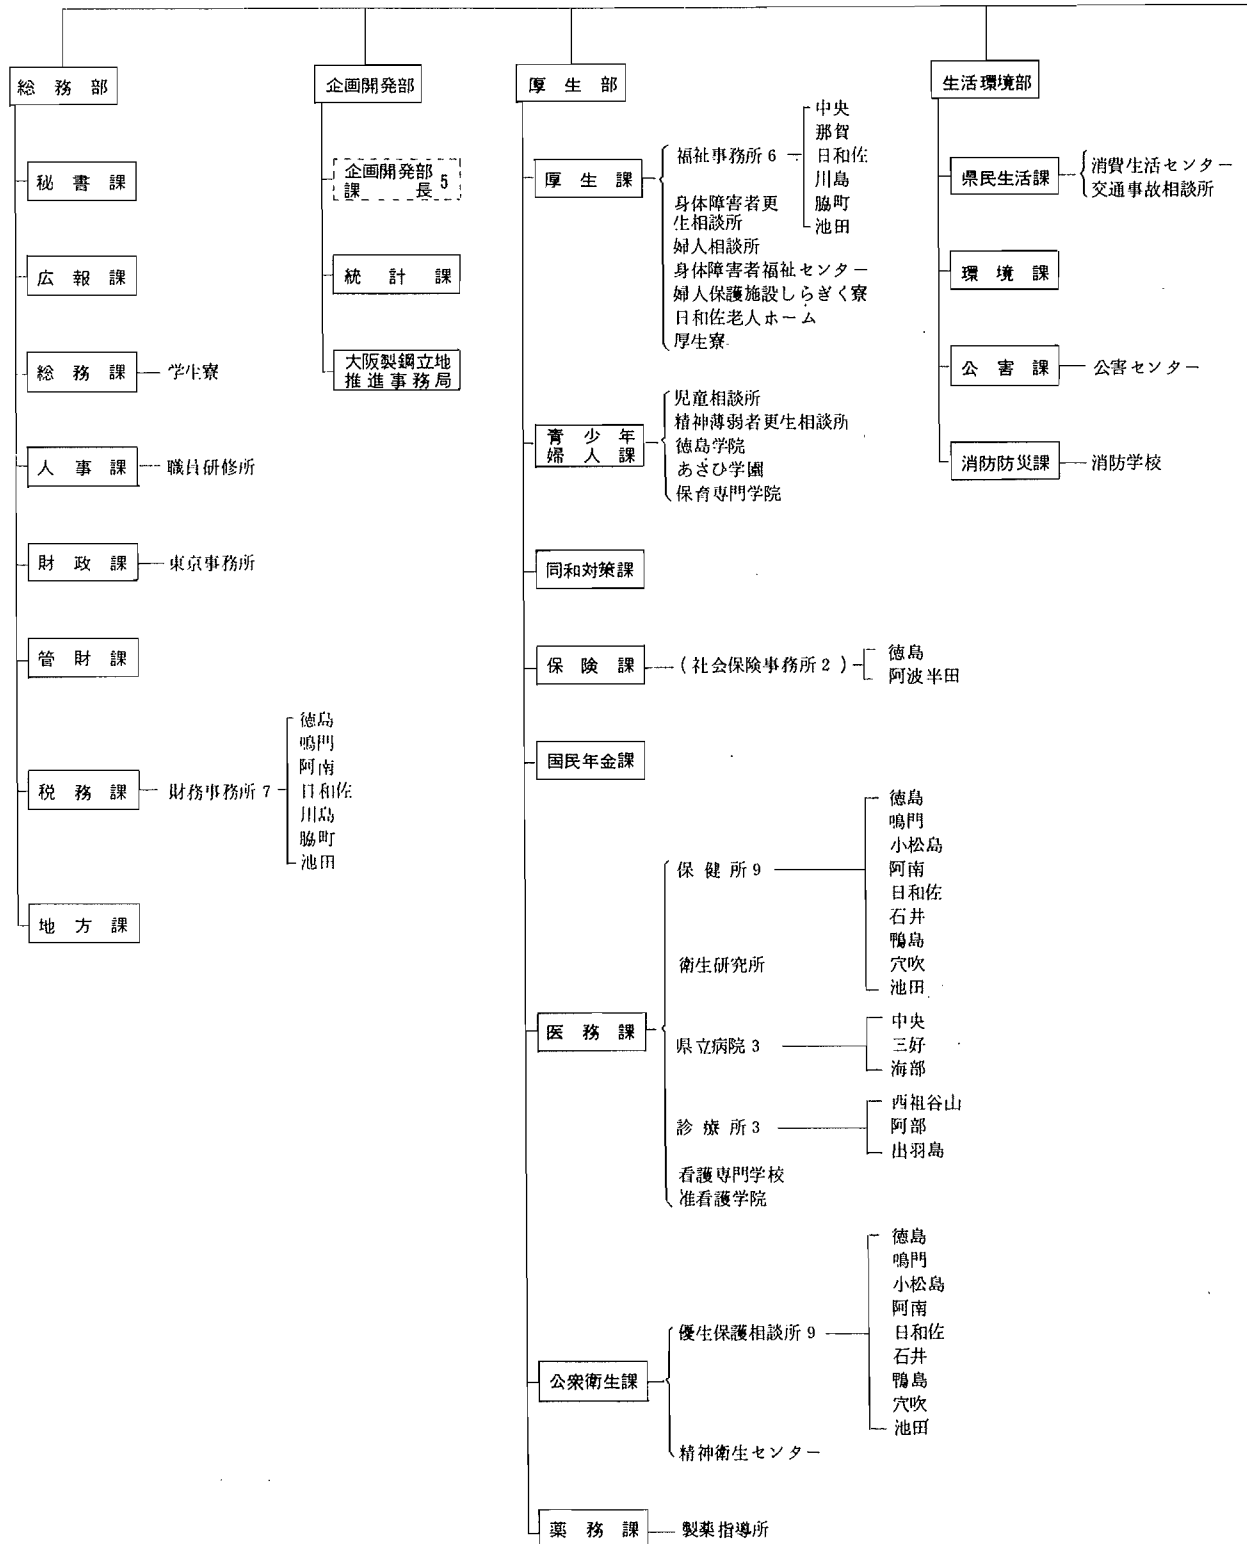 総務部
秘書課
広報課
総務課
学生寮
人事課
職員研修所
財政課
東京事務所
管財課
税務課
財務事務所 7
徳島
鳴門
阿南
日和佐
川島
脇町
池田
地方課
企画開発部
企画開発部
課長 5
統計課
大阪製鋼立地
推進事務局
厚生部
厚生課
福祉事務所 6
中央
那賀
日和佐
川島
脇町
池田
身体障害者更
生相談所
婦人相談所
身体障害者福祉センター
婦人保護施設しらぎく寮
日和佐老人ホーム
厚生寮
青少年
婦人課
児童相談所
精神薄弱者更生相談所
徳島学院
あさひ学園
保育専門学院
同和対策課
保険課
(社会保険事務所 2)
徳島
阿波半田
国民年金課
医務課
保健所 9
徳島
鳴門
小松島
阿南
日和佐
石井
鴨島
穴吹
池田
衛生研究所
県立病院 3
中央
三好
海部
診療所 3
西祖谷山
阿部
出羽島
看護専門学校
准看護学院
公衆衛生課
優生保護相談所 9
徳島
鳴門
小松島
阿南
日和佐
石井
鴨島
穴吹
池田
精神衛生センター
薬務課
製薬指導所
生活環境部
県民生活課
消費生活センター
交通事故相談所
環境課
公害課
公害センター
消防防災課
消防学校